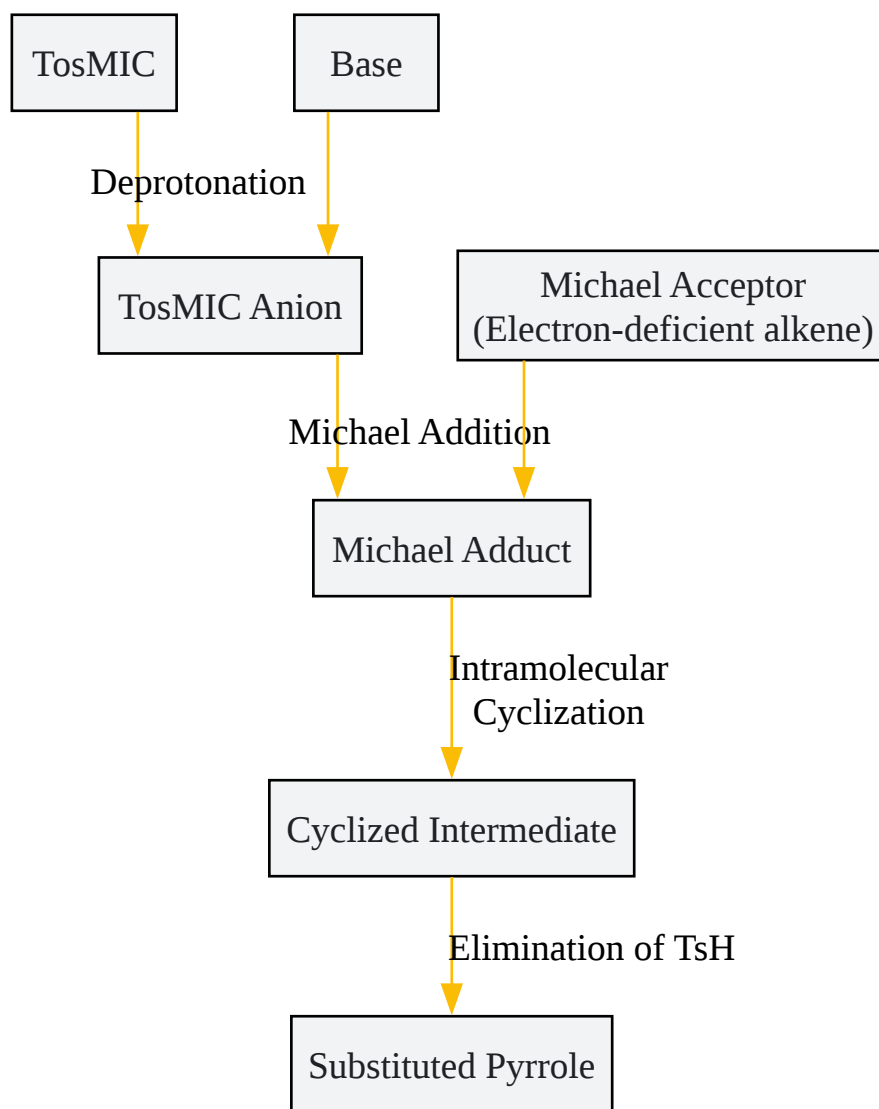 TosMIC
Base
Deprotonation
TosMIC Anion
Michael Acceptor
(Electron-deficient alkene)
Michael Addition
Michael Adduct
Intramolecular
Cyclization
Cyclized Intermediate
Elimination of TsH
Substituted Pyrrole